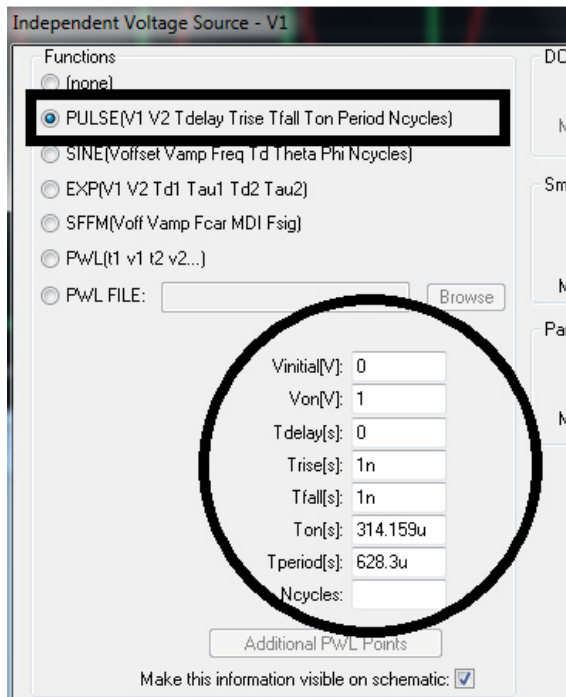 Independent Voltage Source - V1
Functions
(none)
PULSE(V1 V2 Tdelay Trise Tfall Ton Period Ncycles)
SINE(Voffset Vamp Freq Td Theta Phi Ncycles)
EXP(V1 V2 Td1 Tau1 Td2 Tau2)
SFFM(Voff Vamp Fcar MDI Fsig)
PWL(t1 v1 t2 v2...)
PWL FILE: Browse
Vinitial[V]: 0
Von[V]: 1
Tdelay[s]: 0
Trise[s]: 1n
Tfall[s]: 1n
Ton[s]: 314.159u
Tperiod[s]: 628.3u
Ncycles:
Additional PWL Points
Make this information visible on schematic:
DC
Sm
Par